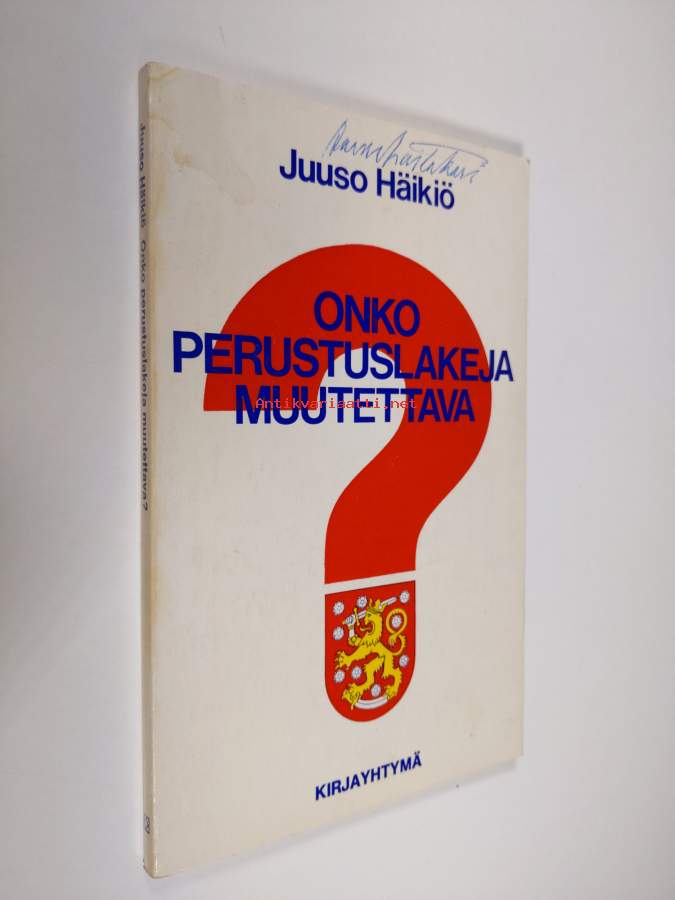 Juuso Häikiö
ONKO
PERUSTUSLAKEJA
MUUTETTAVA
Antikvariaatti.net
KIRJAYHTYMÄ
Juuso Häikiö Onko perustuslakeja muutettava?